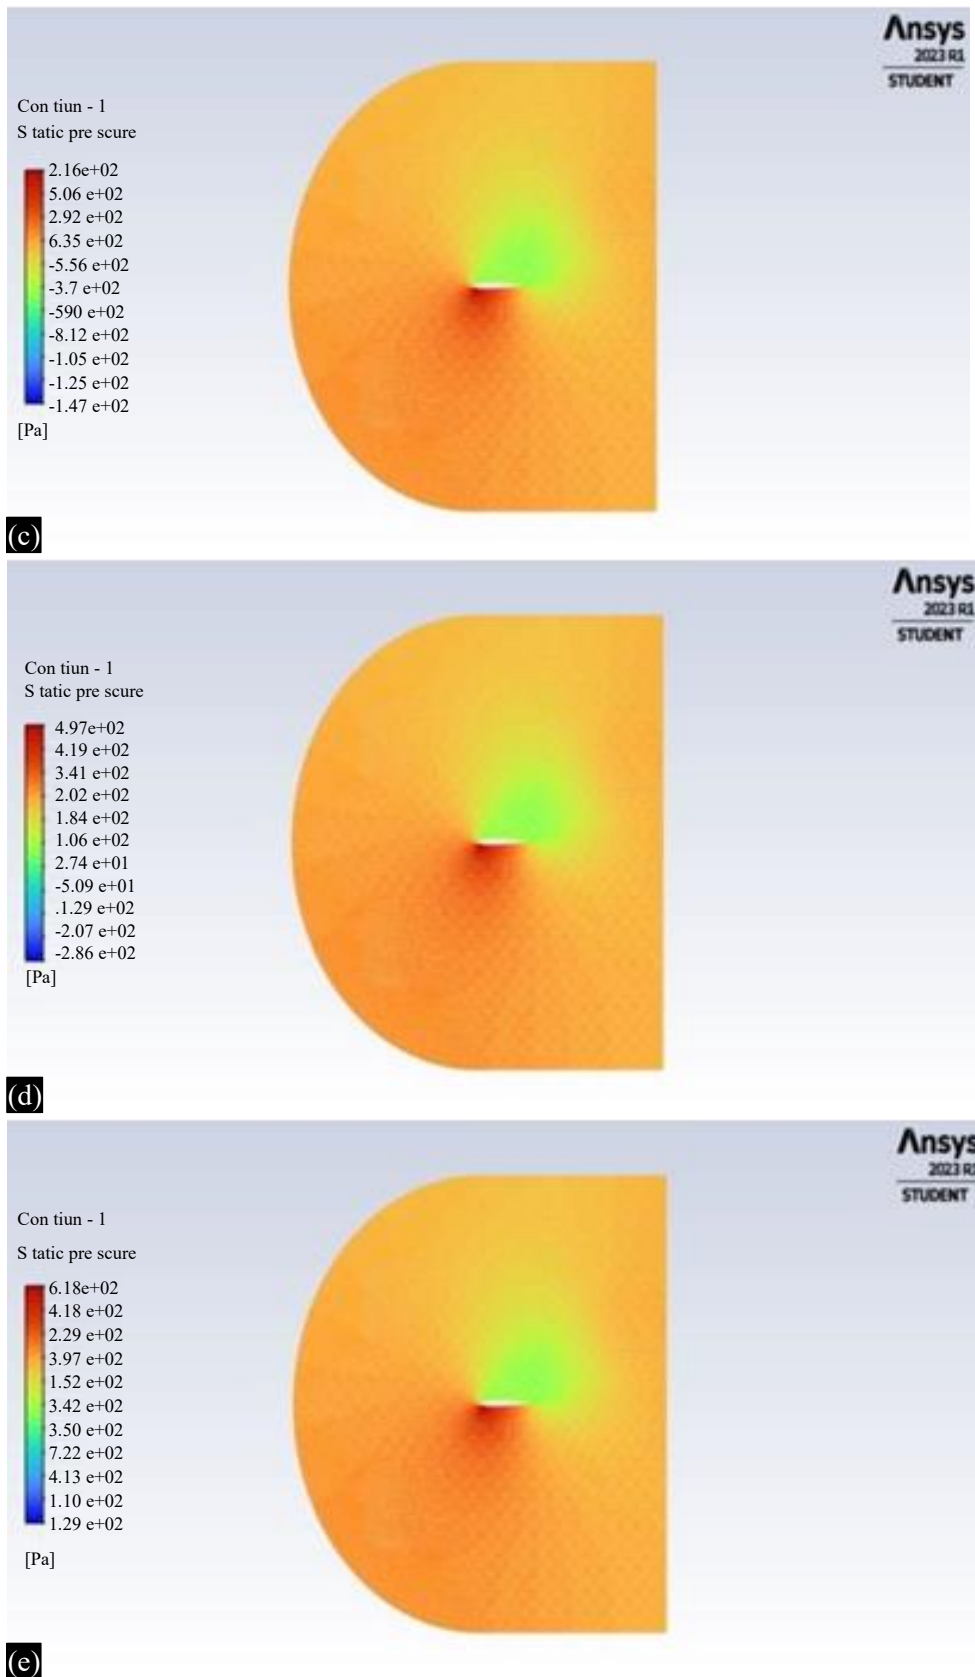 Ansys
2023 R1
STUDENT
Con tiun - 1
S tatic pre scure
2.16e+02
5.06 e+02
2.92 e+02
6.35 e+02
-5.56 e+02
-3.7 e+02
-590 e+02
-8.12 e+02
-1.05 e+02
-1.25 e+02
-1.47 e+02
[Pa]
(c)
Ansys
2023 R1
STUDENT
Con tiun - 1
S tatic pre scure
4.97e+02
4.19 e+02
3.41 e+02
2.02 e+02
1.84 e+02
1.06 e+02
2.74 e+01
-5.09 e+01
.1.29 e+02
-2.07 e+02
-2.86 e+02
[Pa]
(d)
Ansys
2023 R1
STUDENT
Con tiun - 1
S tatic pre scure
6.18e+02
4.18 e+02
2.29 e+02
3.97 e+02
1.52 e+02
3.42 e+02
3.50 e+02
7.22 e+02
4.13 e+02
1.10 e+02
1.29 e+02
[Pa]
(e)